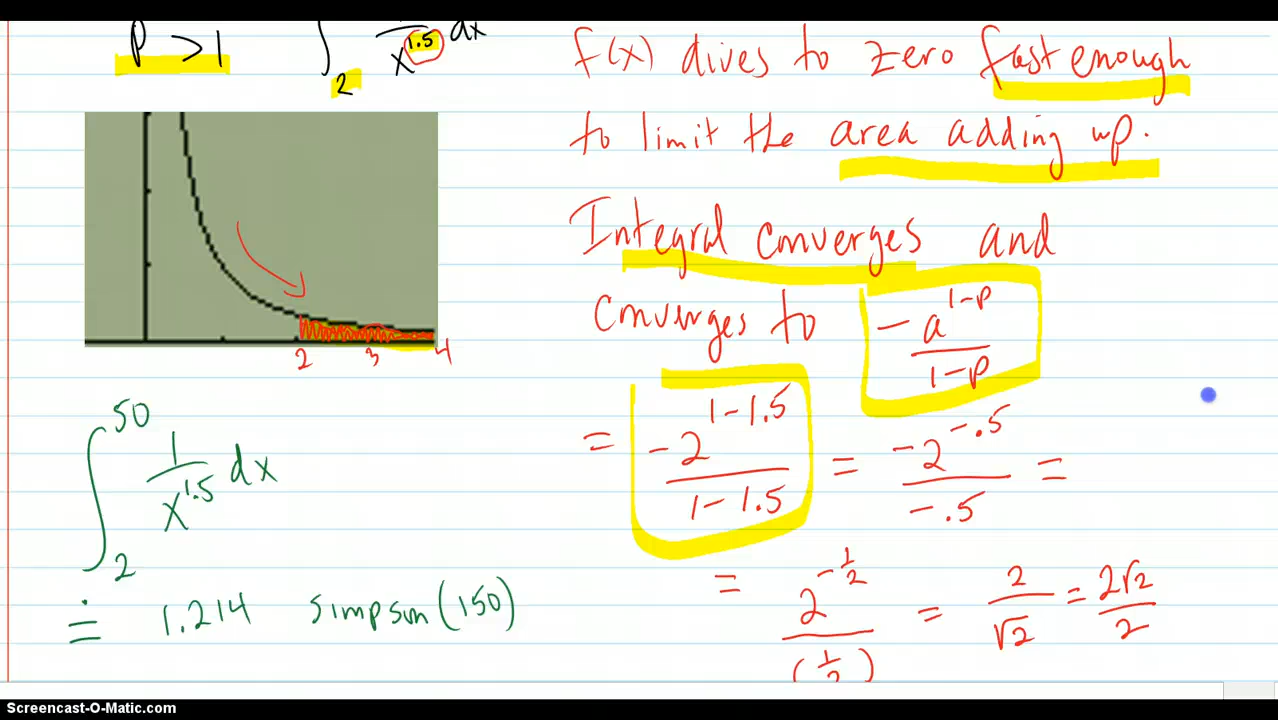 P > 1
∫₂ 1/x^1.5 dx
f(x) dives to zero fast enough
to limit the area adding up.
Integral converges and
converges to -a^(1-p)/(1-p)
2 3 4
= -2^(1-1.5)/(1-1.5) = -2^(-.5)/(-.5) =
= 2^(-1/2)/(1/2) = 2/√2 = 2√2/2
∫₂^50 1/x^1.5 dx
≐ 1.214 simpson(150)
Screencast-O-Matic.com